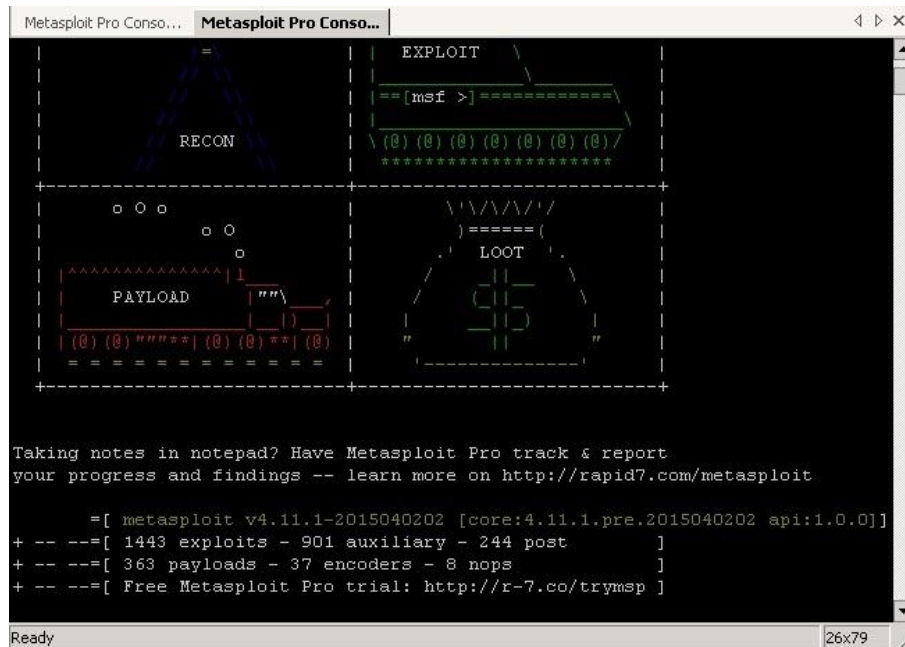 Metasploit Pro Conso... Metasploit Pro Conso...
EXPLOIT
==[msf >]============\
RECON
\(@)(@)(@)(@)(@)(@)(@)/
*********************
o O o
o O
o
LOOT
PAYLOAD
Taking notes in notepad? Have Metasploit Pro track & report
your progress and findings -- learn more on http://rapid7.com/metasploit
=[ metasploit v4.11.1-2015040202 [core:4.11.1.pre.2015040202 api:1.0.0]]
+ -- --=[ 1443 exploits - 901 auxiliary - 244 post ]
+ -- --=[ 363 payloads - 37 encoders - 8 nops ]
+ -- --=[ Free Metasploit Pro trial: http://r-7.co/trymsp ]
Ready 26x79